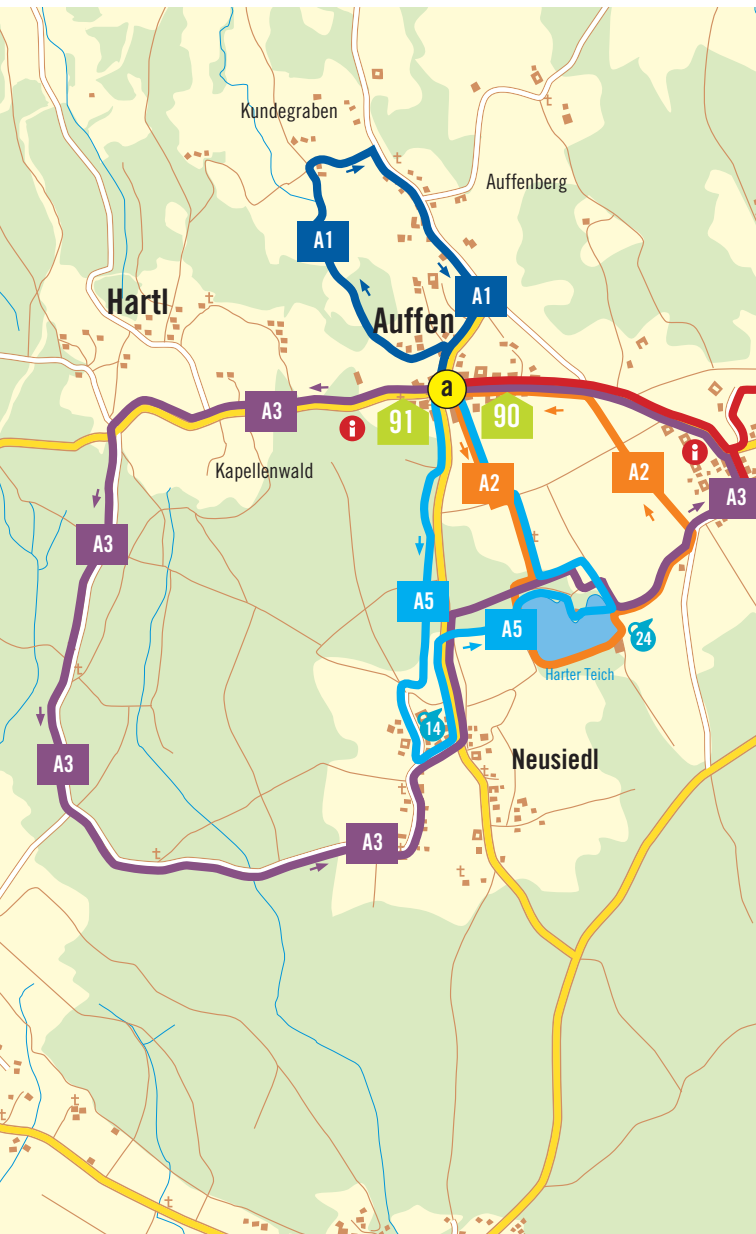 Kundegraben
Auffenberg
A1
A1
Hartl
Auffen
a
A3
i
91
90
Kapellenwald
A2
A2
i
A3
A3
A5
A5
24
Harter Teich
14
A3
Neusiedl
A3